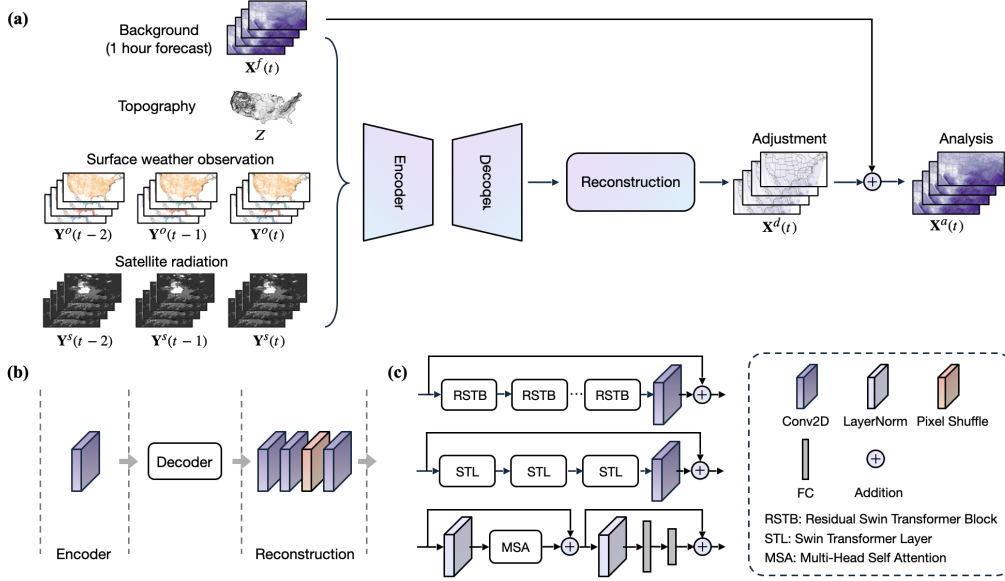 (a)
Background
(1 hour forecast)
X^f(t)
Topography
Z
Surface weather observation
Y^o(t − 2) Y^o(t − 1) Y^o(t)
Satellite radiation
Y^s(t − 2) Y^s(t − 1) Y^s(t)
Encoder
Decoder
Reconstruction
Adjustment
X^d(t)
+
Analysis
X^a(t)
(b)
Decoder
Encoder
Reconstruction
(c)
RSTB RSTB ··· RSTB +
STL STL STL +
MSA + +
Conv2D LayerNorm Pixel Shuffle
+
FC Addition
RSTB: Residual Swin Transformer Block
STL: Swin Transformer Layer
MSA: Multi-Head Self Attention